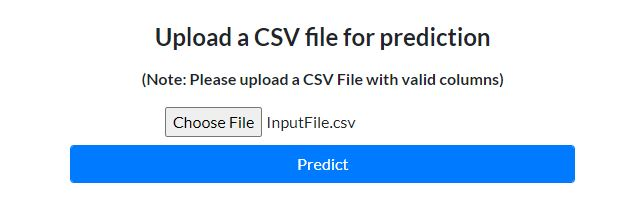 Upload a CSV file for prediction
(Note: Please upload a CSV File with valid columns)
Choose File InputFile.csv
Predict